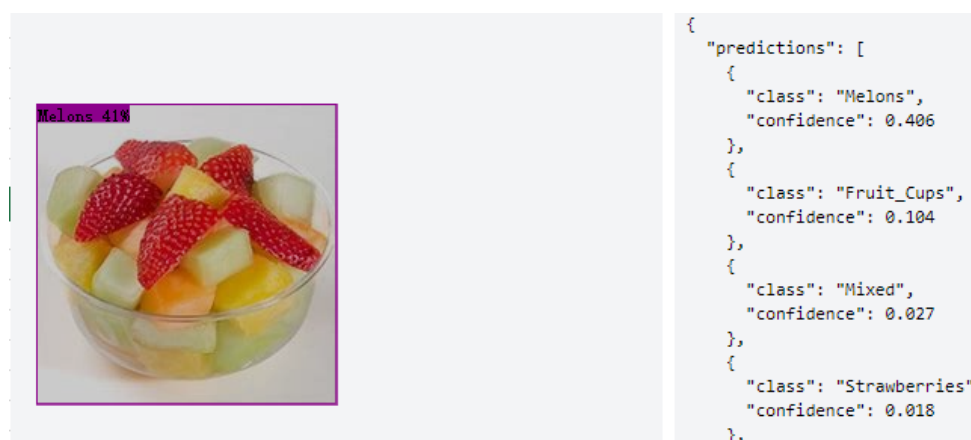 Melons 41%
{
"predictions": [
{
"class": "Melons",
"confidence": 0.406
},
{
"class": "Fruit_Cups",
"confidence": 0.104
},
{
"class": "Mixed",
"confidence": 0.027
},
{
"class": "Strawberries"
"confidence": 0.018
},